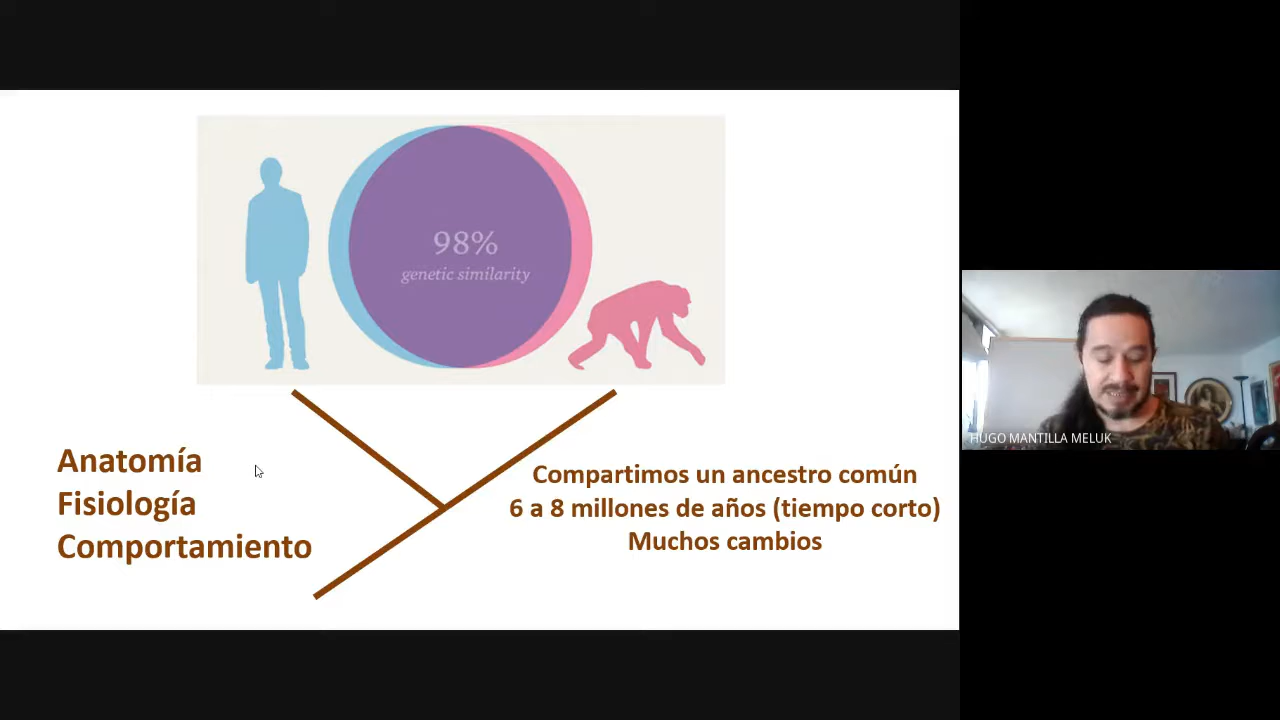 98%
genetic similarity
Anatomía
Fisiología
Comportamiento
Compartimos un ancestro común
6 a 8 millones de años (tiempo corto)
Muchos cambios
HUGO MANTILLA MELUK